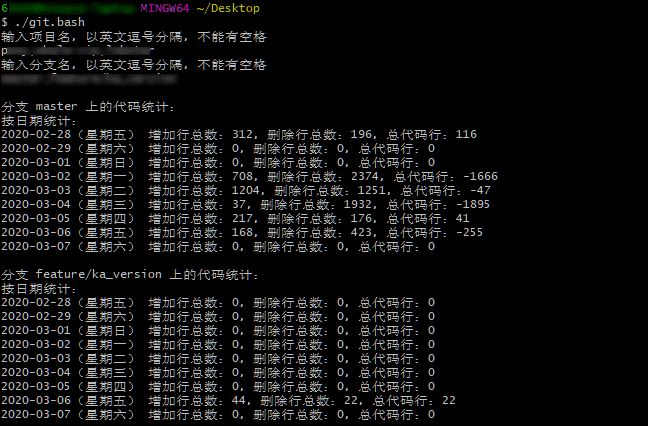 MINGW64 ~/Desktop
$ ./git.bash
输入项目名, 以英文逗号分隔, 不能有空格
输入分支名, 以英文逗号分隔, 不能有空格
分支 master 上的代码统计:
按日期统计:
2020-02-28 (星期五) 增加行总数: 312, 删除行总数: 196, 总代码行: 116
2020-02-29 (星期六) 增加行总数: 0, 删除行总数: 0, 总代码行: 0
2020-03-01 (星期日) 增加行总数: 0, 删除行总数: 0, 总代码行: 0
2020-03-02 (星期一) 增加行总数: 708, 删除行总数: 2374, 总代码行: -1666
2020-03-03 (星期二) 增加行总数: 1204, 删除行总数: 1251, 总代码行: -47
2020-03-04 (星期三) 增加行总数: 37, 删除行总数: 1932, 总代码行: -1895
2020-03-05 (星期四) 增加行总数: 217, 删除行总数: 176, 总代码行: 41
2020-03-06 (星期五) 增加行总数: 168, 删除行总数: 423, 总代码行: -255
2020-03-07 (星期六) 增加行总数: 0, 删除行总数: 0, 总代码行: 0
分支 feature/ka_version 上的代码统计:
按日期统计:
2020-02-28 (星期五) 增加行总数: 0, 删除行总数: 0, 总代码行: 0
2020-02-29 (星期六) 增加行总数: 0, 删除行总数: 0, 总代码行: 0
2020-03-01 (星期日) 增加行总数: 0, 删除行总数: 0, 总代码行: 0
2020-03-02 (星期一) 增加行总数: 0, 删除行总数: 0, 总代码行: 0
2020-03-03 (星期二) 增加行总数: 0, 删除行总数: 0, 总代码行: 0
2020-03-04 (星期三) 增加行总数: 0, 删除行总数: 0, 总代码行: 0
2020-03-05 (星期四) 增加行总数: 0, 删除行总数: 0, 总代码行: 0
2020-03-06 (星期五) 增加行总数: 44, 删除行总数: 22, 总代码行: 22
2020-03-07 (星期六) 增加行总数: 0, 删除行总数: 0, 总代码行: 0